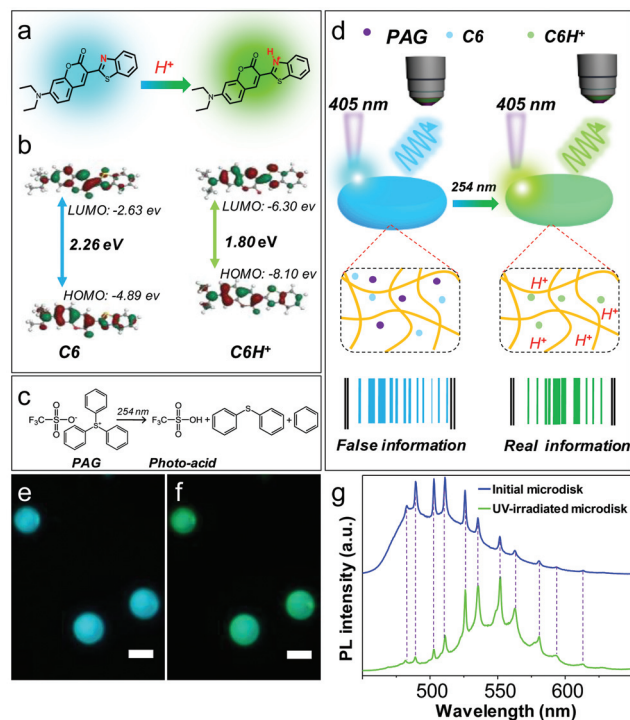 a
O
O
N
S
N
H⁺
O
O
H
N⁺
S
N
b
LUMO: -2.63 ev
2.26 eV
HOMO: -4.89 ev
C6
LUMO: -6.30 ev
1.80 eV
HOMO: -8.10 ev
C6H⁺
c
F₃C-S-O⁻
O
O
S⁺
254 nm
F₃C-S-OH
O
O
+
S
+
PAG
Photo-acid
d
PAG C6 C6H⁺
405 nm
405 nm
254 nm
H⁺
H⁺
H⁺
H⁺
False information
Real information
e
f
g
Initial microdisk
UV-irradiated microdisk
PL intensity (a.u.)
500 550 600
Wavelength (nm)